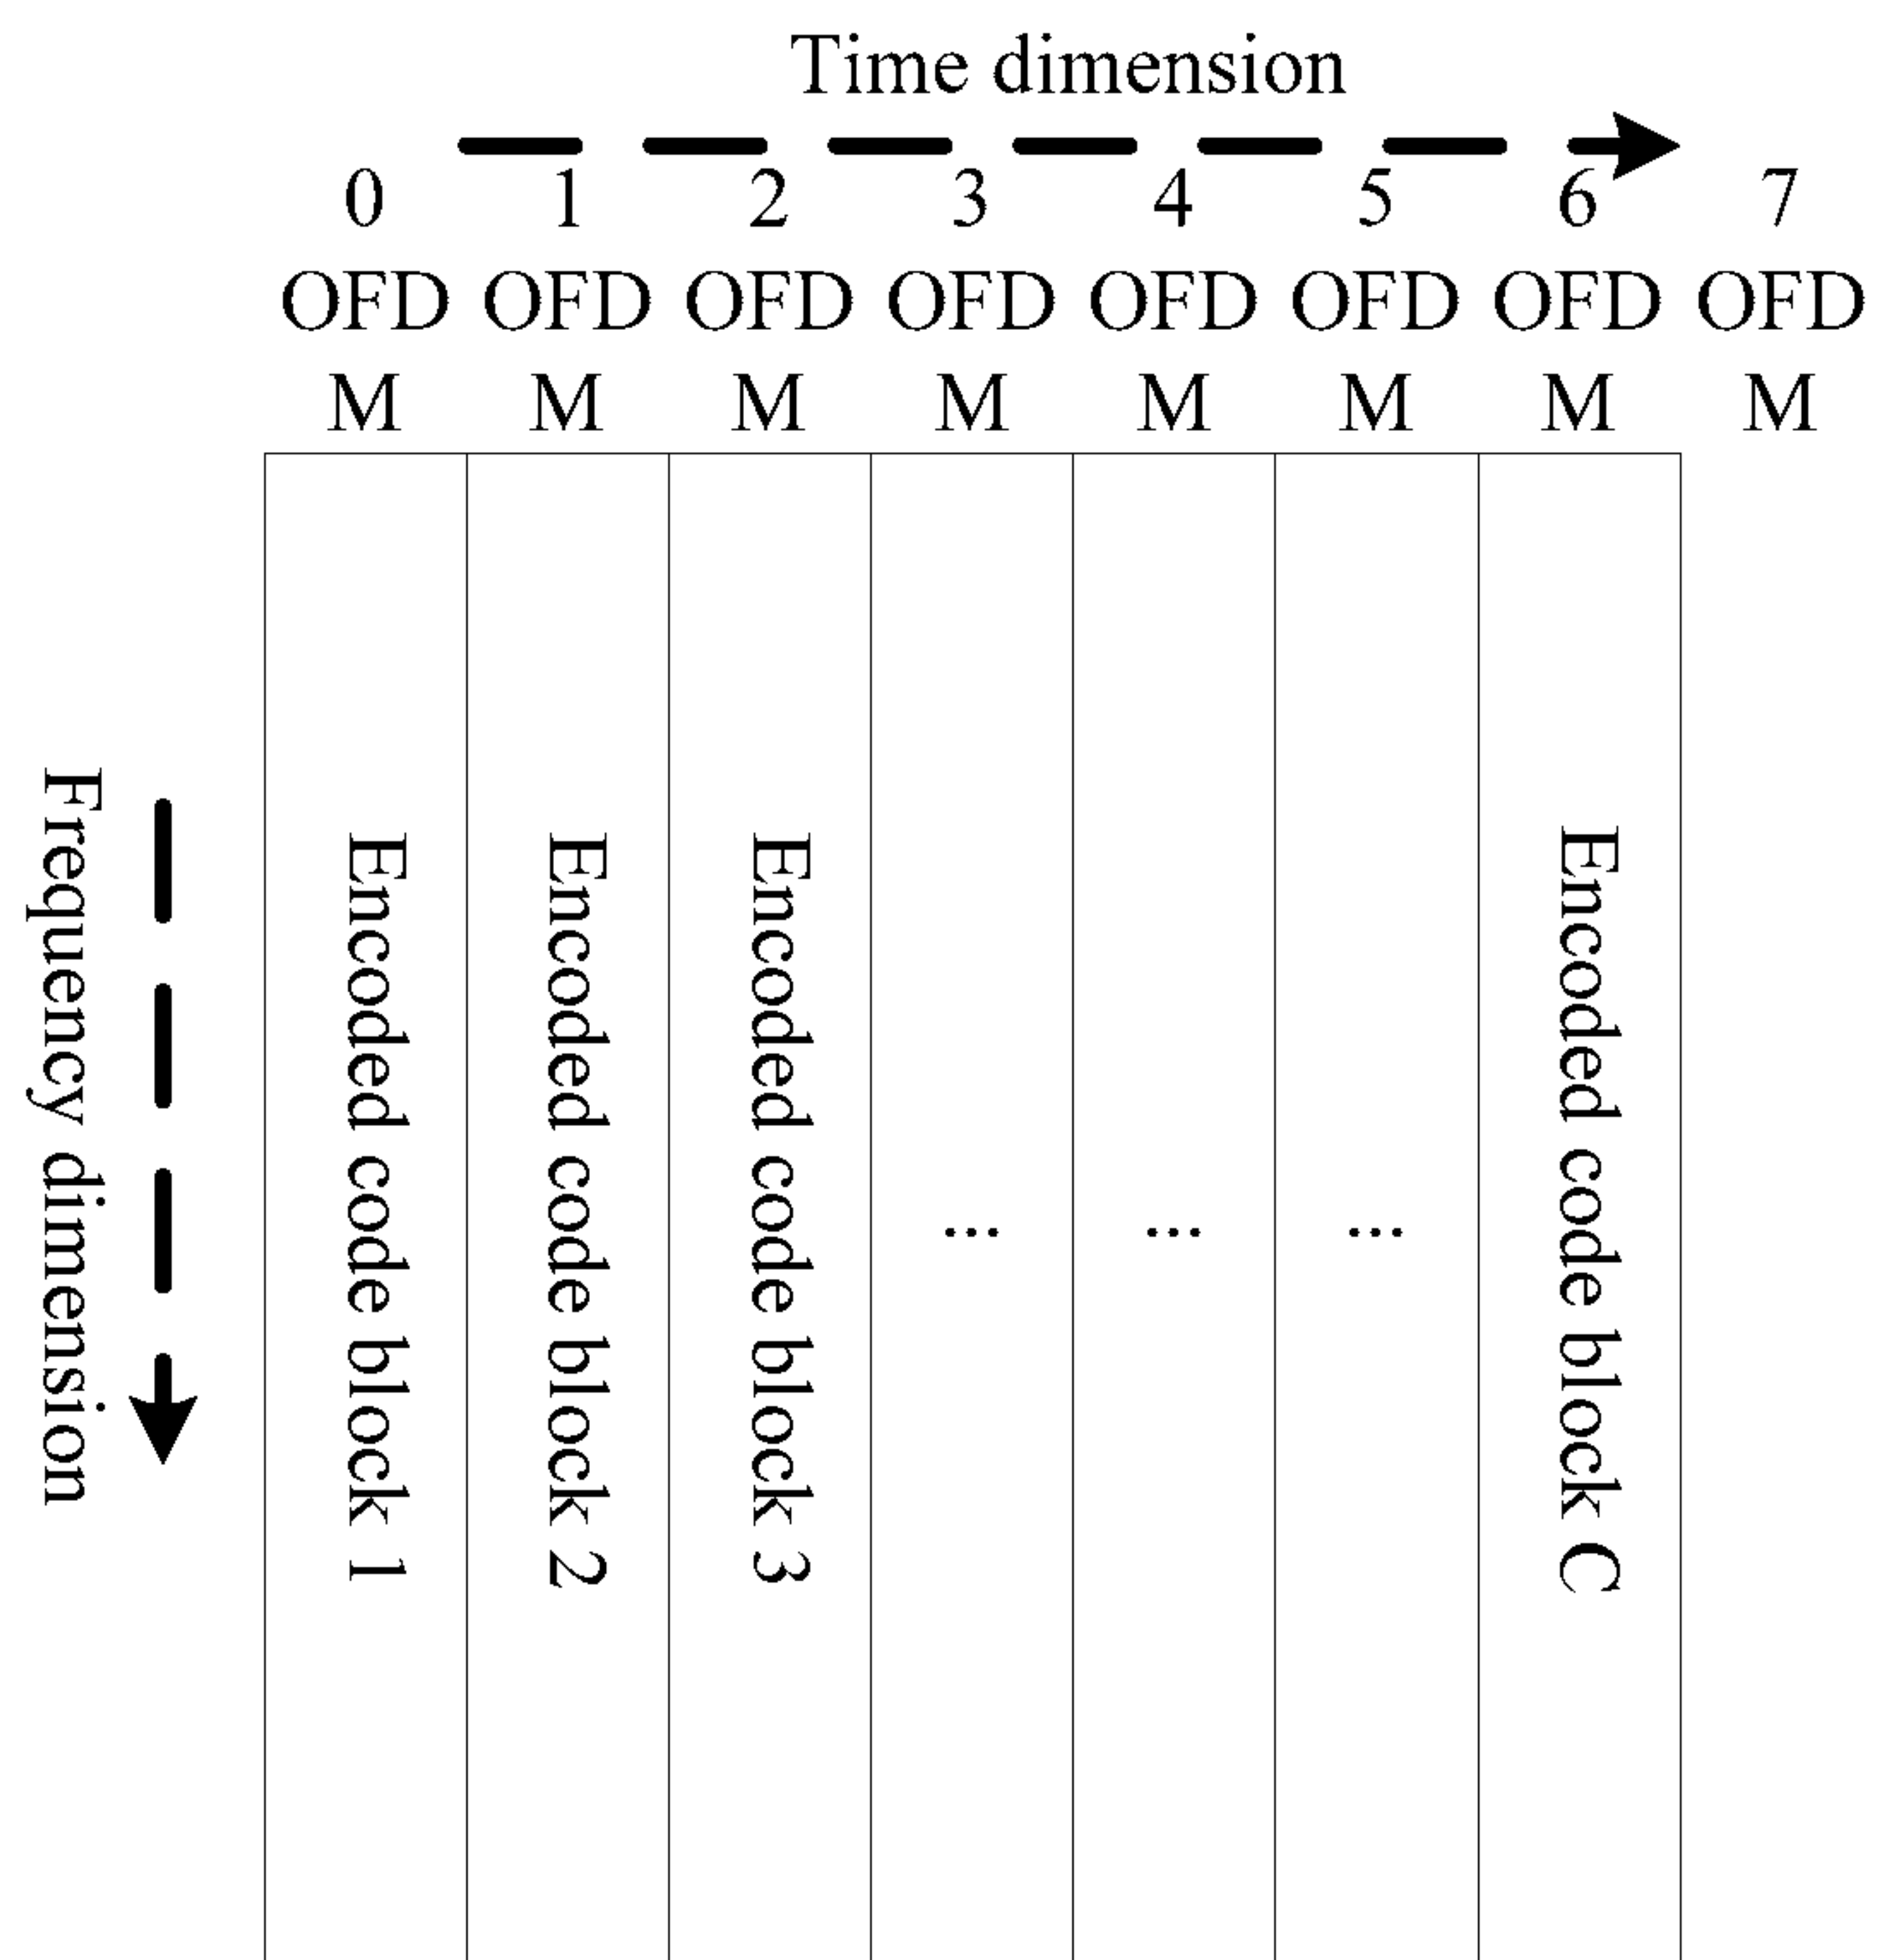 Time dimension
0 1 2 3 4 5 6 7
OFD OFD OFD OFD OFD OFD OFD OFD
M M M M M M M M
Frequency dimension
Encoded code block 1
Encoded code block 2
Encoded code block 3
...
...
...
Encoded code block C